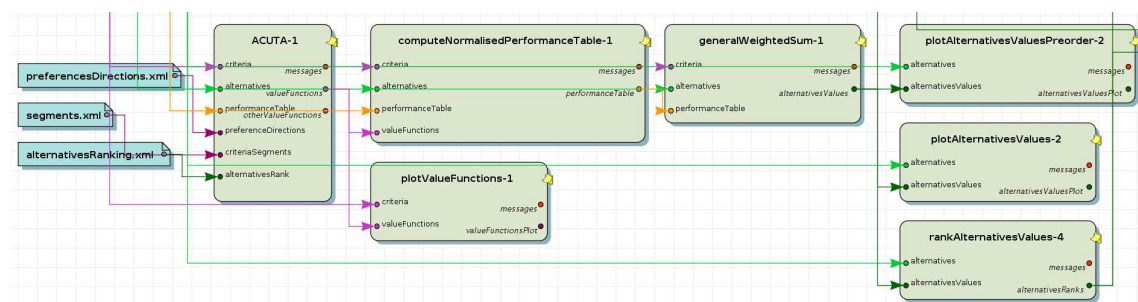 preferencesDirections.xml
segments.xml
alternativesRanking.xml
ACUTA-1
criteria
messages
alternatives
valueFunctions
performanceTable
otherValueFunctions
preferenceDirections
criteriaSegments
alternativesRank
computeNormalisedPerformanceTable-1
criteria
messages
alternatives
performanceTable
performanceTable
valueFunctions
plotValueFunctions-1
criteria
messages
valueFunctions
valueFunctionsPlot
generalWeightedSum-1
criteria
messages
alternatives
alternativesValues
performanceTable
plotAlternativesValuesPreorder-2
alternatives
messages
alternativesValues
alternativesValuesPlot
plotAlternativesValues-2
alternatives
messages
alternativesValues
alternativesValuesPlot
rankAlternativesValues-4
alternatives
messages
alternativesValues
alternativesRanks